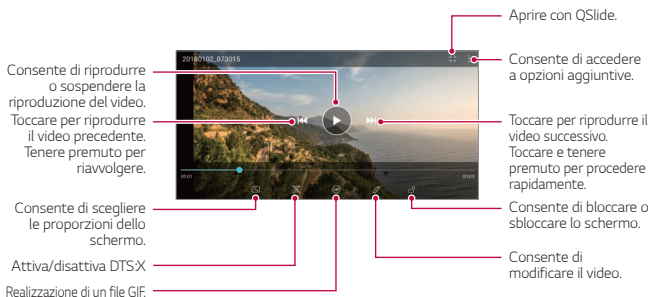 Aprire con QSlide.
20180102_073015
Consente di accedere
a opzioni aggiuntive.
Consente di riprodurre
o sospendere la
riproduzione del video.
Toccare per riprodurre
il video precedente.
Tenere premuto per
riavvolgere.
Toccare per riprodurre il
video successivo.
Toccare e tenere
premuto per procedere
rapidamente.
00:01
00:05
Consente di scegliere
le proporzioni dello
schermo.
Consente di bloccare o
sbloccare lo schermo.
Attiva/disattiva DTS:X
Consente di
modificare il video.
Realizzazione di un file GIF.